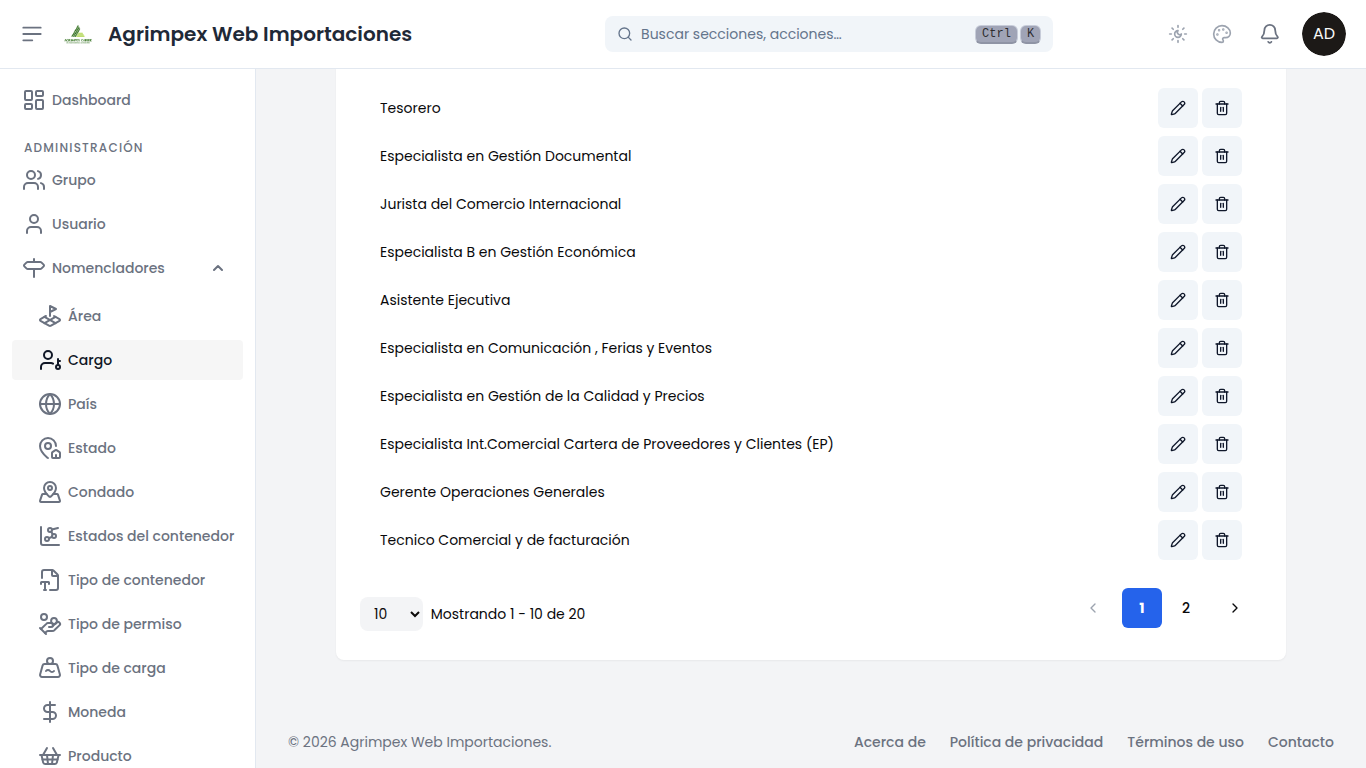 Agrimpex Web Importaciones
Buscar secciones, acciones...
Ctrl K
AD
Dashboard
ADMINISTRACIÓN
Grupo
Usuario
Nomencladores
Área
Cargo
País
Estado
Condado
Estados del contenedor
Tipo de contenedor
Tipo de permiso
Tipo de carga
Moneda
Producto
Tesorero
Especialista en Gestión Documental
Jurista del Comercio Internacional
Especialista B en Gestión Económica
Asistente Ejecutiva
Especialista en Comunicación , Ferias y Eventos
Especialista en Gestión de la Calidad y Precios
Especialista Int.Comercial Cartera de Proveedores y Clientes (EP)
Gerente Operaciones Generales
Tecnico Comercial y de facturación
10 Mostrando 1 - 10 de 20
1 2
© 2026 Agrimpex Web Importaciones.
Acerca de Política de privacidad Términos de uso Contacto